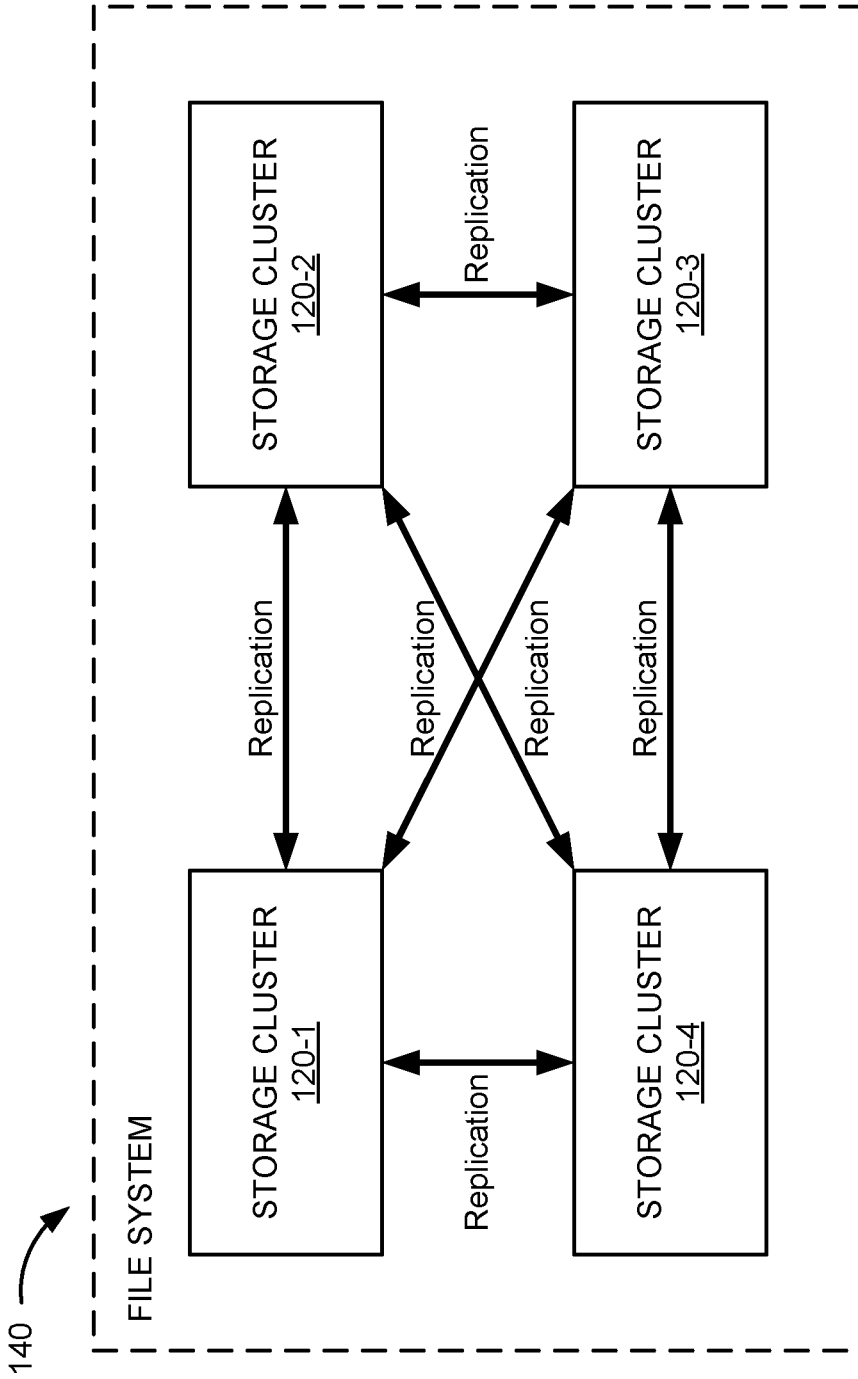 140
FILE SYSTEM
STORAGE CLUSTER
120-1
Replication
STORAGE CLUSTER
120-2
Replication
Replication
Replication
Replication
STORAGE CLUSTER
120-4
Replication
STORAGE CLUSTER
120-3